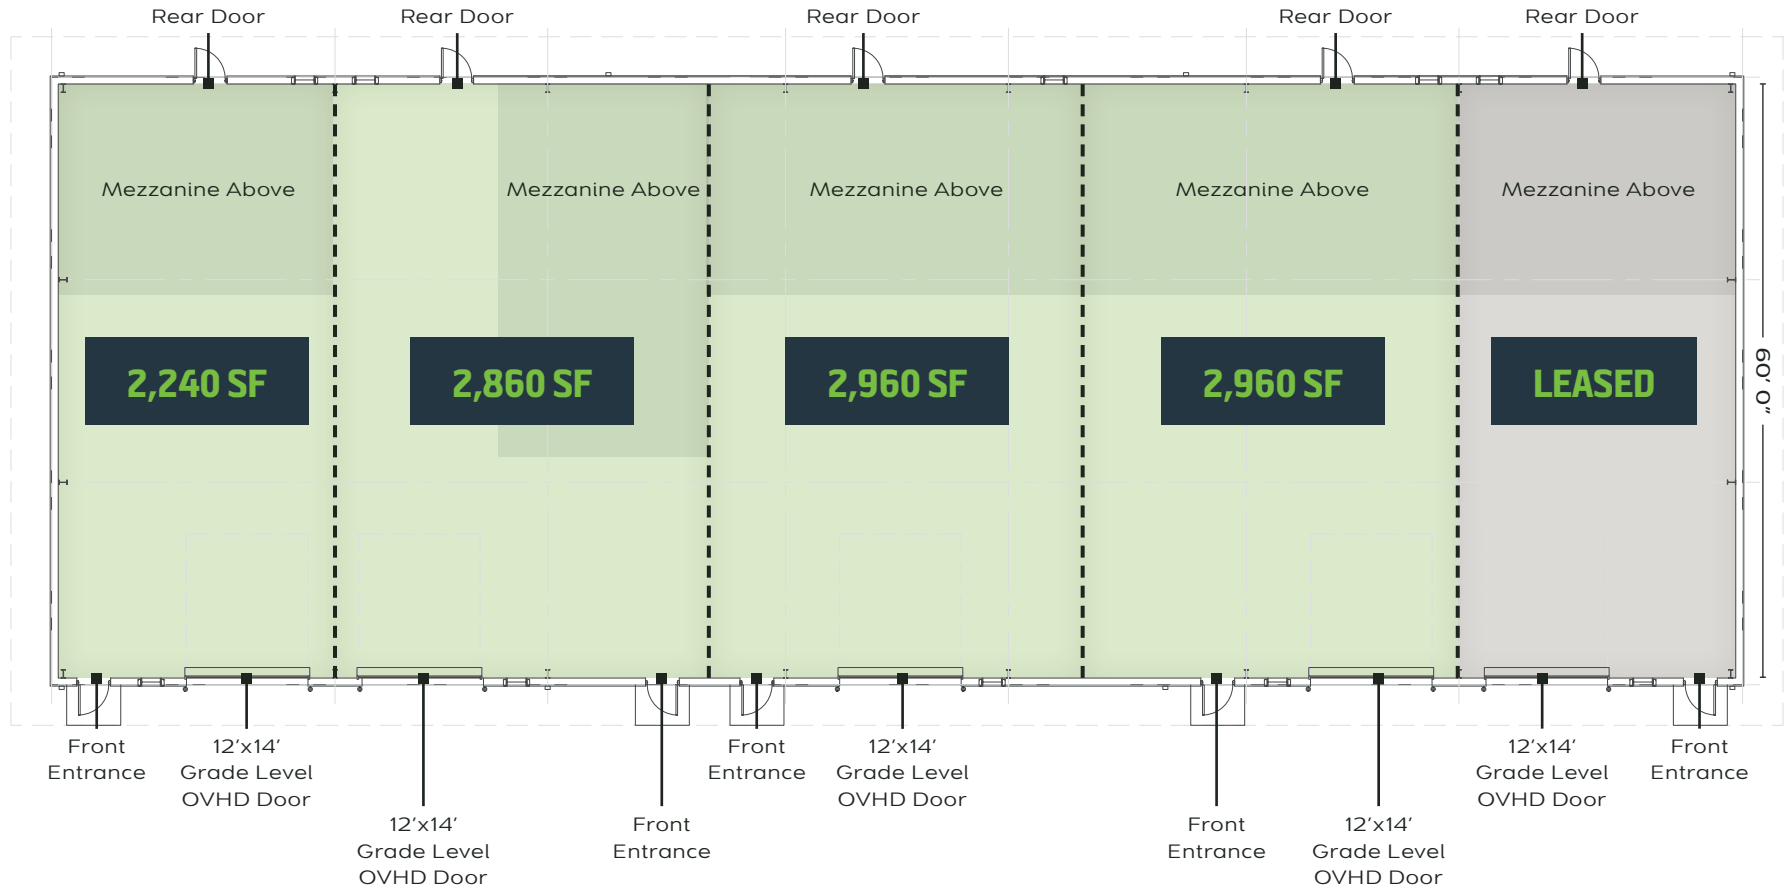 Rear Door
Rear Door
Rear Door
Rear Door
Rear Door
Mezzanine Above
Mezzanine Above
Mezzanine Above
Mezzanine Above
Mezzanine Above
2,240 SF
2,860 SF
2,960 SF
2,960 SF
LEASED
60' 0"
Front
Entrance
12'x14'
Grade Level
OVHD Door
12'x14'
Grade Level
OVHD Door
Front
Entrance
Front
Entrance
12'x14'
Grade Level
OVHD Door
Front
Entrance
12'x14'
Grade Level
OVHD Door
12'x14'
Grade Level
OVHD Door
Front
Entrance